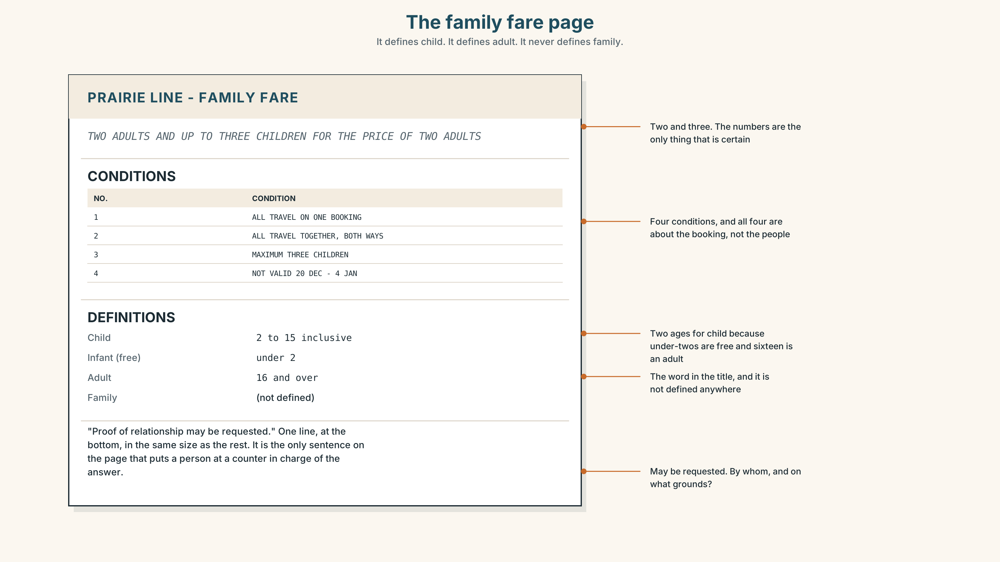 The family fare page
It defines child. It defines adult. It never defines family.
PRAIRIE LINE - FAMILY FARE
TWO ADULTS AND UP TO THREE CHILDREN FOR THE PRICE OF TWO ADULTS
Two and three. The numbers are the
only thing that is certain
CONDITIONS
NO. CONDITION
1 ALL TRAVEL ON ONE BOOKING
2 ALL TRAVEL TOGETHER, BOTH WAYS
3 MAXIMUM THREE CHILDREN
4 NOT VALID 20 DEC - 4 JAN
Four conditions, and all four are
about the booking, not the people
DEFINITIONS
Child 2 to 15 inclusive
Infant (free) under 2
Adult 16 and over
Family (not defined)
Two ages for child because
under-twos are free and sixteen is
an adult
The word in the title, and it is
not defined anywhere
"Proof of relationship may be requested." One line, at the
bottom, in the same size as the rest. It is the only sentence on
the page that puts a person at a counter in charge of the
answer.
May be requested. By whom, and on
what grounds?